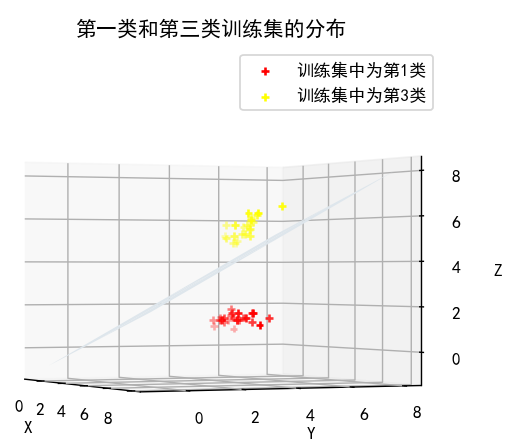 第一类和第三类训练集的分布
训练集中为第1类
训练集中为第3类
8
6
4
2
0
Z
0 2 4 6 8
X
0 2 4 6 8
Y